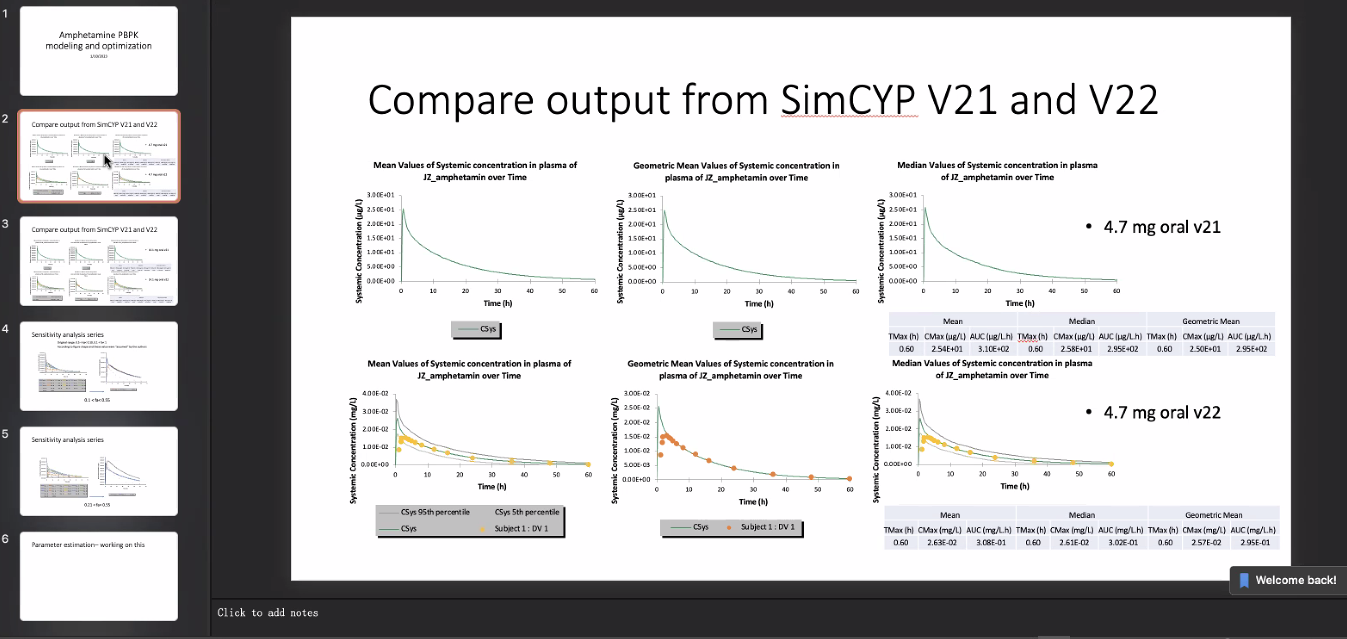 1
Amphetamine PBPK
modeling and optimization
2
Compare output from SimCYP V21 and V22
3
Compare output from SimCYP V21 and V22
4
Sensitivity analysis series
0.1 < fa< 0.55
5
Sensitivity analysis series
6
Parameter estimation– working on this
Compare output from SimCYP V21 and V22
Mean Values of Systemic concentration in plasma of
JZ_amphetamin over Time
Systemic Concentration (µg/L)
3.00E+01
2.50E+01
2.00E+01
1.50E+01
1.00E+01
5.00E+00
0.00E+00
0 10 20 30 40 50 60
Time (h)
CSys
Geometric Mean Values of Systemic concentration in
plasma of JZ_amphetamin over Time
Systemic Concentration (µg/L)
3.00E+01
2.50E+01
2.00E+01
1.50E+01
1.00E+01
5.00E+00
0.00E+00
0 10 20 30 40 50 60
Time (h)
CSys
Median Values of Systemic concentration in plasma
of JZ_amphetamin over Time
Systemic Concentration (µg/L)
3.00E+01
2.50E+01
2.00E+01
1.50E+01
1.00E+01
5.00E+00
0.00E+00
0 10 20 30 40 50 60
Time (h)
• 4.7 mg oral v21
Mean Median Geometric Mean
TMax (h) CMax (µg/L) AUC (µg/L.h) TMax (h) CMax (µg/L) AUC (µg/L.h) TMax (h) CMax (µg/L) AUC (µg/L.h)
0.60 2.54E+01 3.10E+02 0.60 2.58E+01 2.95E+02 0.60 2.50E+01 2.95E+02
Mean Values of Systemic concentration in plasma of
JZ_amphetamin over Time
Systemic Concentration (mg/L)
4.00E-02
3.00E-02
2.00E-02
1.00E-02
0.00E+00
0 10 20 30 40 50 60
Time (h)
CSys 95th percentile CSys 5th percentile
CSys Subject 1 : DV 1
Geometric Mean Values of Systemic concentration in
plasma of JZ_amphetamin over Time
Systemic Concentration (mg/L)
3.00E-02
2.50E-02
2.00E-02
1.50E-02
1.00E-02
5.00E-03
0.00E+00
0 10 20 30 40 50 60
Time (h)
CSys Subject 1 : DV 1
Median Values of Systemic concentration in plasma
of JZ_amphetamin over Time
Systemic Concentration (mg/L)
4.00E-02
3.00E-02
2.00E-02
1.00E-02
0.00E+00
0 10 20 30 40 50 60
Time (h)
• 4.7 mg oral v22
Mean Median Geometric Mean
TMax (h) CMax (mg/L) AUC (mg/L.h) TMax (h) CMax (mg/L) AUC (mg/L.h) TMax (h) CMax (mg/L) AUC (mg/L.h)
0.60 2.63E-02 3.08E-01 0.60 2.61E-02 3.02E-01 0.60 2.57E-02 2.95E-01
Welcome back!
Click to add notes